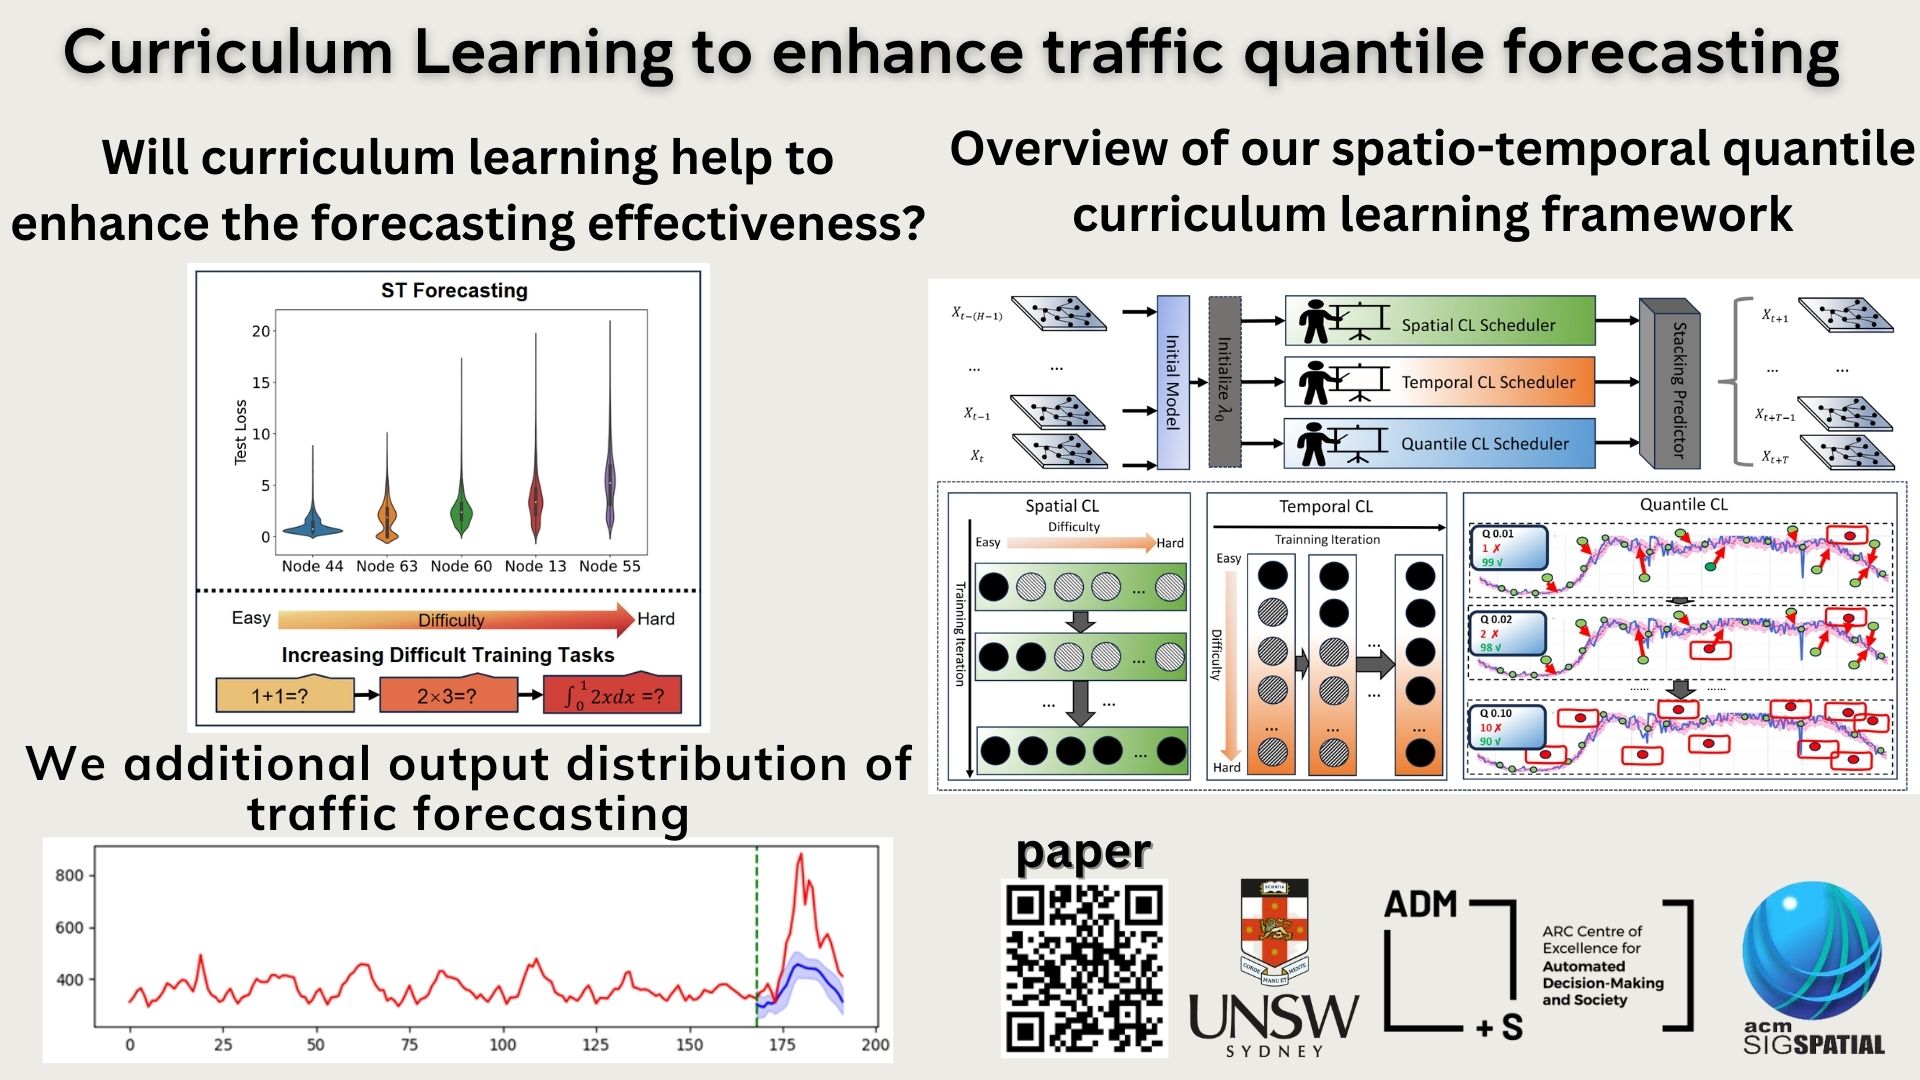 Curriculum Learning to enhance traffic quantile forecasting
Will curriculum learning help to
enhance the forecasting effectiveness?
ST Forecasting
Test Loss
20
15
10
5
0
Node 44 Node 63 Node 60 Node 13 Node 55
Easy Difficulty Hard
Increasing Difficult Training Tasks
1+1=? 2×3=? ∫₀¹ 2xdx =?
We additional output distribution of
traffic forecasting
800
600
400
0 25 50 75 100 125 150 175 200
Overview of our spatio-temporal quantile
curriculum learning framework
X_{t-(H-1)}
... ...
X_{t-1}
X_t
Initial Model
Initialize λ₀
Spatial CL Scheduler
Temporal CL Scheduler
Quantile CL Scheduler
Stacking Predictor
X_{t+1}
... ...
X_{t+T-1}
X_{t+T}
Spatial CL
Difficulty
Easy Hard
Trainning Iteration
...
...
... ...
...
Temporal CL
Trainning Iteration
Easy
Difficulty
Hard
...
...
... ... ...
Quantile CL
Q 0.01
1 ✗
99 √
Q 0.02
2 ✗
98 √
...... ......
Q 0.10
10 ✗
90 √
paper
SCIENTIA
MANU ET
MENTE
UNSW
SYDNEY
ADM
+ S
ARC Centre of
Excellence for
Automated
Decision-Making
and Society
acm
SIGSPATIAL